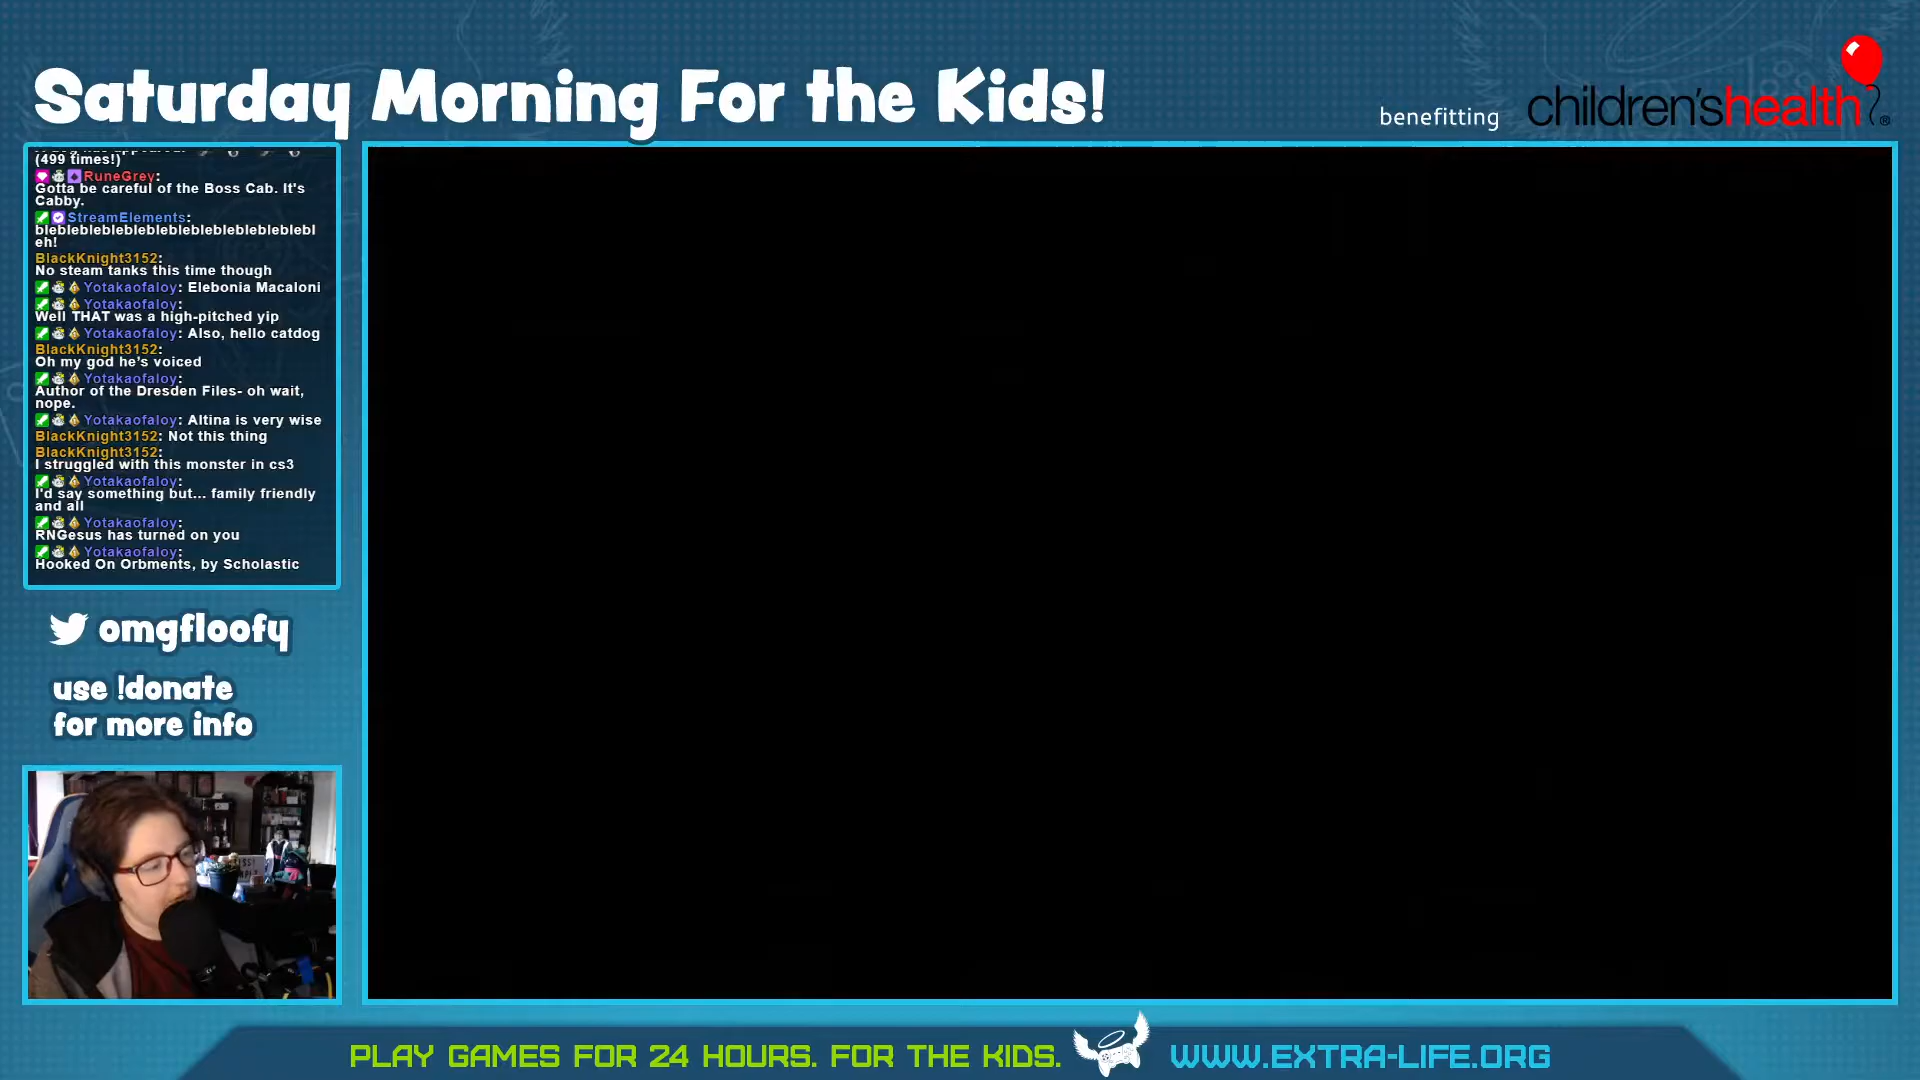 Saturday Morning For the Kids!
benefitting
children'shealth
®
(499 times!)
RuneGrey:
Gotta be careful of the Boss Cab. It's
Cabby.
StreamElements:
blebleblebleblebleblebleblebleblebleblebl
eh!
BlackKnight3152:
No steam tanks this time though
Yotakaofaloy: Elebonia Macaloni
Yotakaofaloy:
Well THAT was a high-pitched yip
Yotakaofaloy: Also, hello catdog
BlackKnight3152:
Oh my god he's voiced
Yotakaofaloy:
Author of the Dresden Files- oh wait,
nope.
Yotakaofaloy: Altina is very wise
BlackKnight3152: Not this thing
BlackKnight3152:
I struggled with this monster in cs3
Yotakaofaloy:
I'd say something but... family friendly
and all
Yotakaofaloy:
RNGesus has turned on you
Yotakaofaloy:
Hooked On Orbments, by Scholastic
omgfloofy
use !donate
for more info
PLAY GAMES FOR 24 HOURS. FOR THE KIDS.
WWW.EXTRA-LIFE.ORG